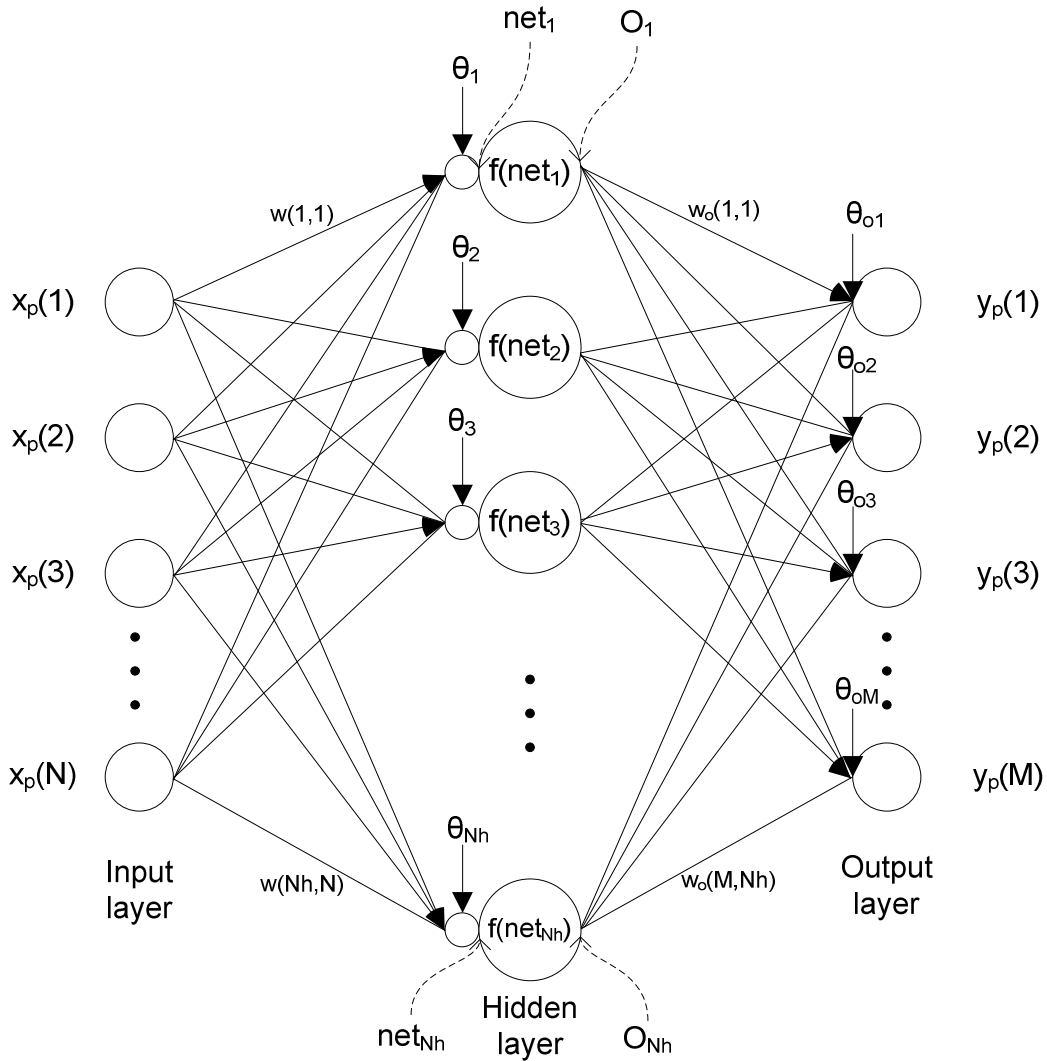 net₁
O₁
θ₁
f(net₁)
w(1,1)
wₒ(1,1)
θₒ₁
θ₂
xₚ(1)
f(net₂)
yₚ(1)
θₒ₂
θ₃
xₚ(2)
yₚ(2)
θₒ₃
f(net₃)
xₚ(3)
yₚ(3)
θₒM
xₚ(N)
yₚ(M)
θNh
Input
layer
w(Nh,N)
wₒ(M,Nh)
Output
layer
f(netNh)
netNh
Hidden
layer
ONh